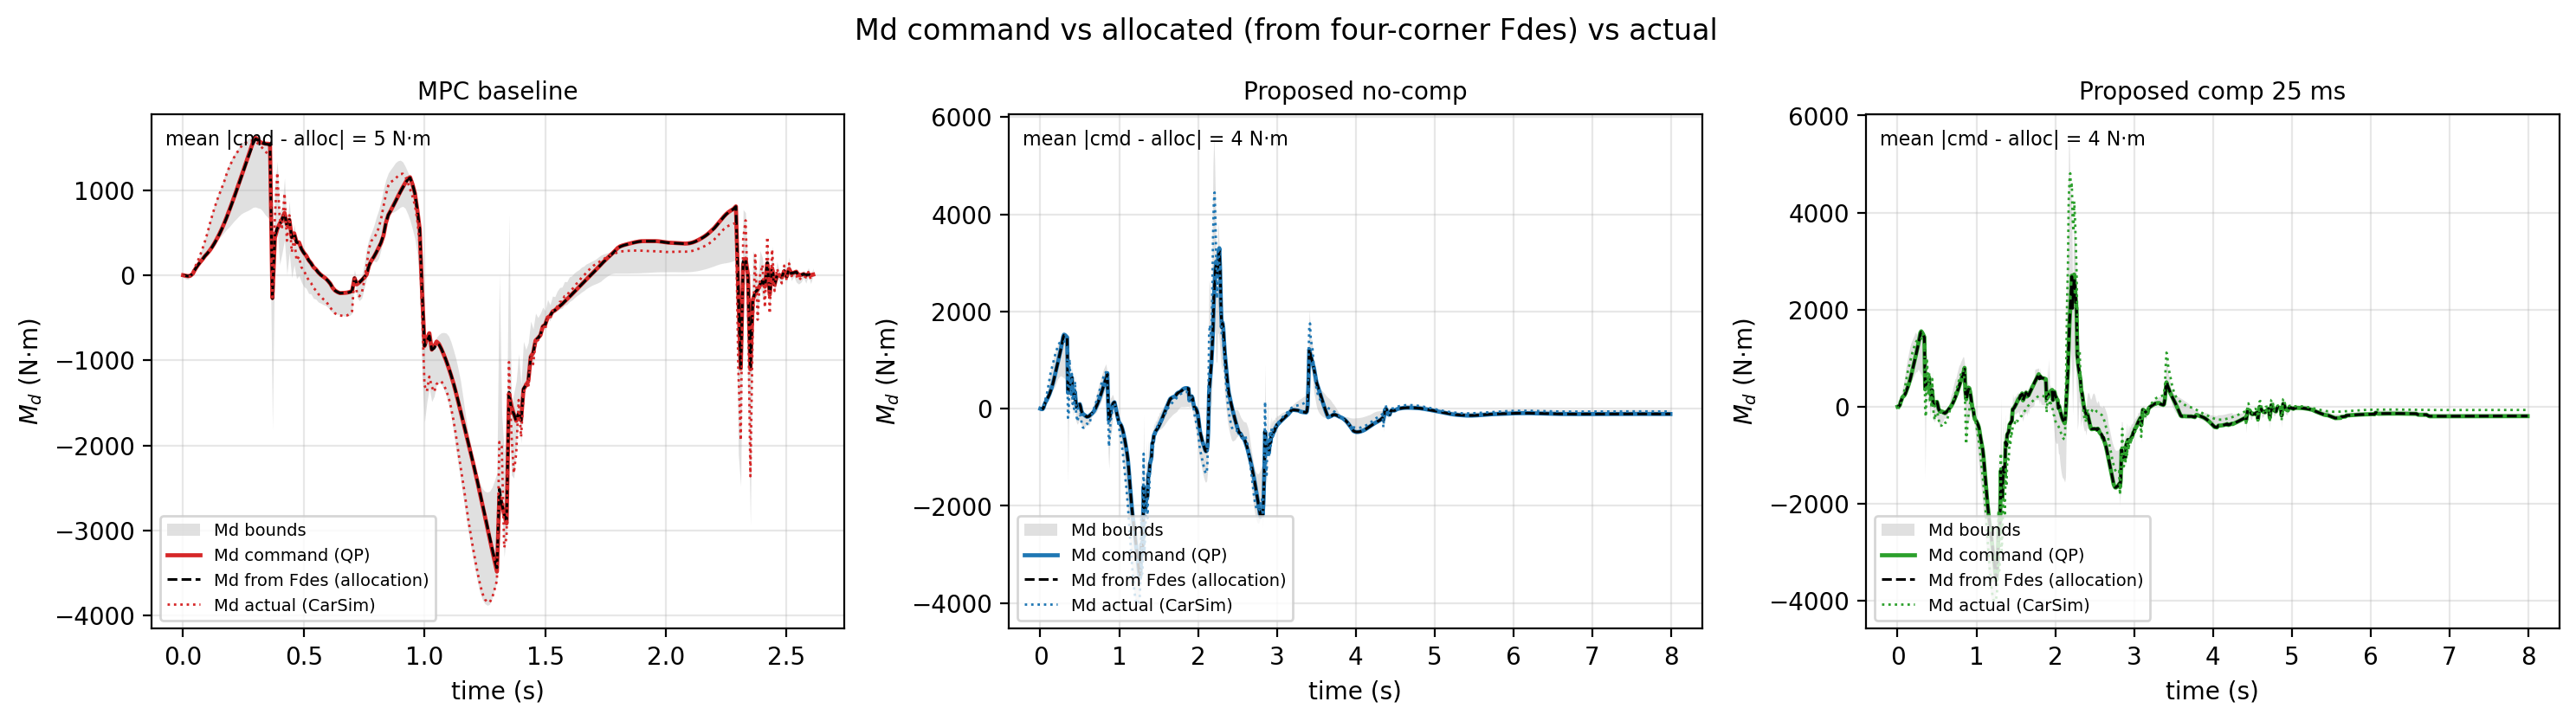 Md command vs allocated (from four-corner Fdes) vs actual
MPC baseline
mean |cmd - alloc| = 5 N·m
1000
0
−1000
−2000
−3000
−4000
M_d (N·m)
Md bounds
Md command (QP)
Md from Fdes (allocation)
Md actual (CarSim)
0.0 0.5 1.0 1.5 2.0 2.5
time (s)
Proposed no-comp
mean |cmd - alloc| = 4 N·m
6000
4000
2000
0
−2000
−4000
M_d (N·m)
Md bounds
Md command (QP)
Md from Fdes (allocation)
Md actual (CarSim)
0 1 2 3 4 5 6 7 8
time (s)
Proposed comp 25 ms
mean |cmd - alloc| = 4 N·m
6000
4000
2000
0
−2000
−4000
M_d (N·m)
Md bounds
Md command (QP)
Md from Fdes (allocation)
Md actual (CarSim)
0 1 2 3 4 5 6 7 8
time (s)